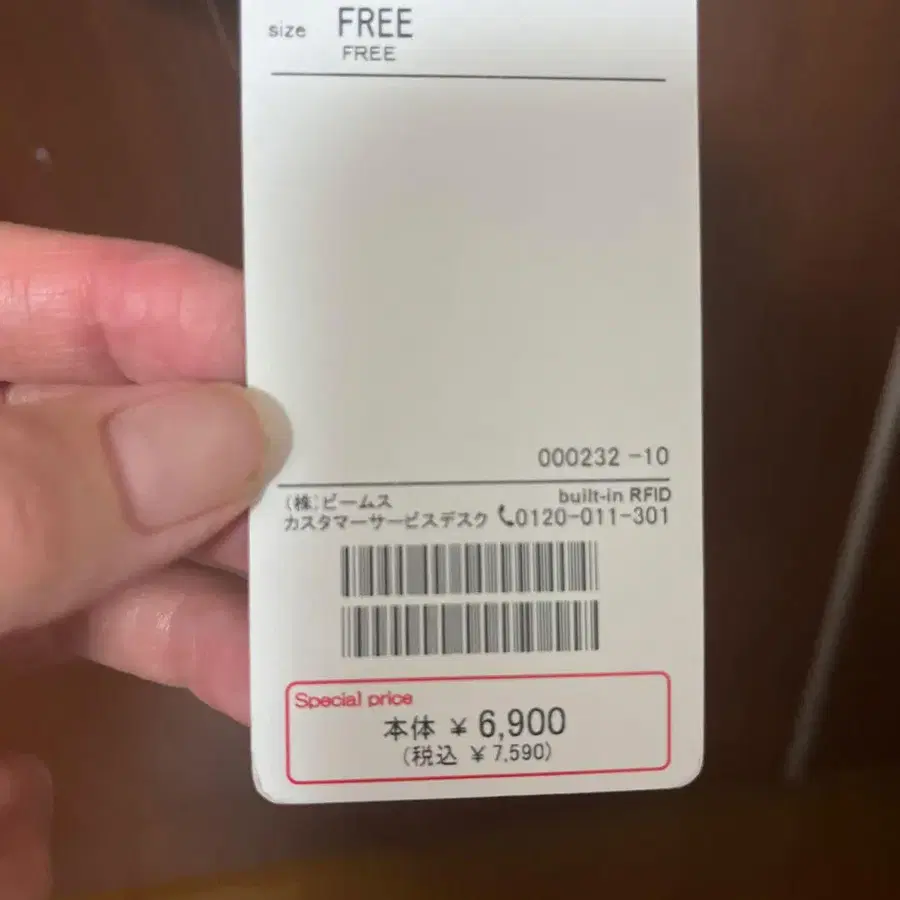 size FREE
FREE
000232 -10
built-in RFID
(株)ビームス
カスタマーサービスデスク 0120-011-301
Special price
本体 ¥ 6,900
(税込 ¥7,590)